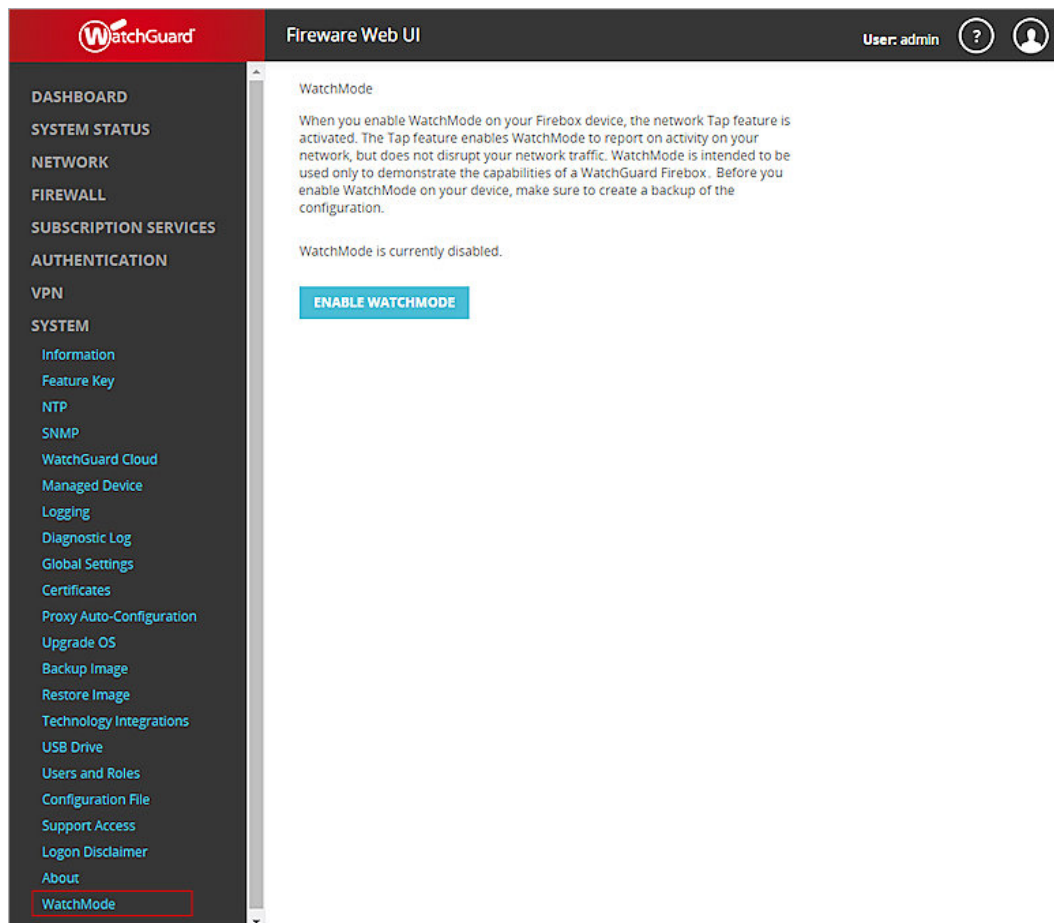 WatchGuard
Fireware Web UI
User: admin
?
DASHBOARD
SYSTEM STATUS
NETWORK
FIREWALL
SUBSCRIPTION SERVICES
AUTHENTICATION
VPN
SYSTEM
Information
Feature Key
NTP
SNMP
WatchGuard Cloud
Managed Device
Logging
Diagnostic Log
Global Settings
Certificates
Proxy Auto-Configuration
Upgrade OS
Backup Image
Restore Image
Technology Integrations
USB Drive
Users and Roles
Configuration File
Support Access
Logon Disclaimer
About
WatchMode
WatchMode
When you enable WatchMode on your Firebox device, the network Tap feature is
activated. The Tap feature enables WatchMode to report on activity on your
network, but does not disrupt your network traffic. WatchMode is intended to be
used only to demonstrate the capabilities of a WatchGuard Firebox. Before you
enable WatchMode on your device, make sure to create a backup of the
configuration.
WatchMode is currently disabled.
ENABLE WATCHMODE